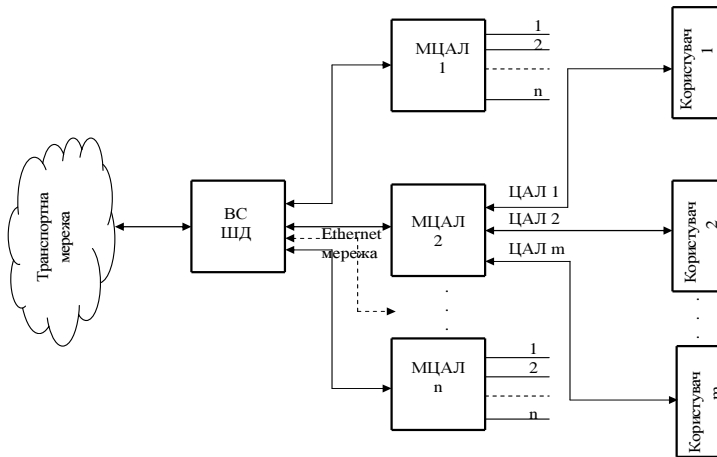 Транспортна
мережа
ВС
ШД
Ethernet
мережа
МЦАЛ
1
1
2
n
МЦАЛ
2
ЦАЛ 1
ЦАЛ 2
ЦАЛ m
МЦАЛ
n
1
2
n
Користувач
1
Користувач
2
Користувач
m